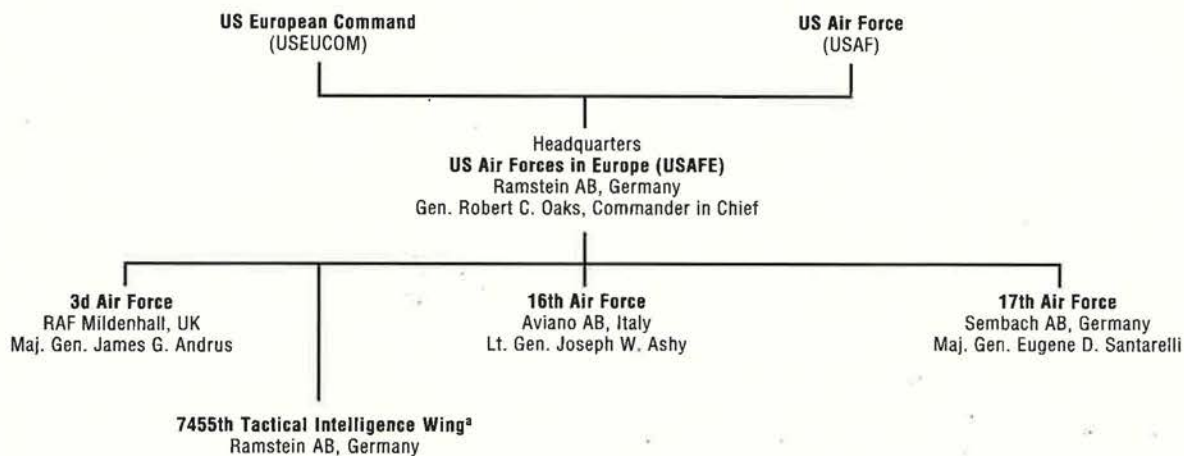 US European Command
(USEUCOM)
US Air Force
(USAF)
Headquarters
US Air Forces in Europe (USAFE)
Ramstein AB, Germany
Gen. Robert C. Oaks, Commander in Chief
3d Air Force
RAF Mildenhall, UK
Maj. Gen. James G. Andrus
16th Air Force
Aviano AB, Italy
Lt. Gen. Joseph W. Ashy
17th Air Force
Sembach AB, Germany
Maj. Gen. Eugene D. Santarelli
7455th Tactical Intelligence Wingᵃ
Ramstein AB, Germany